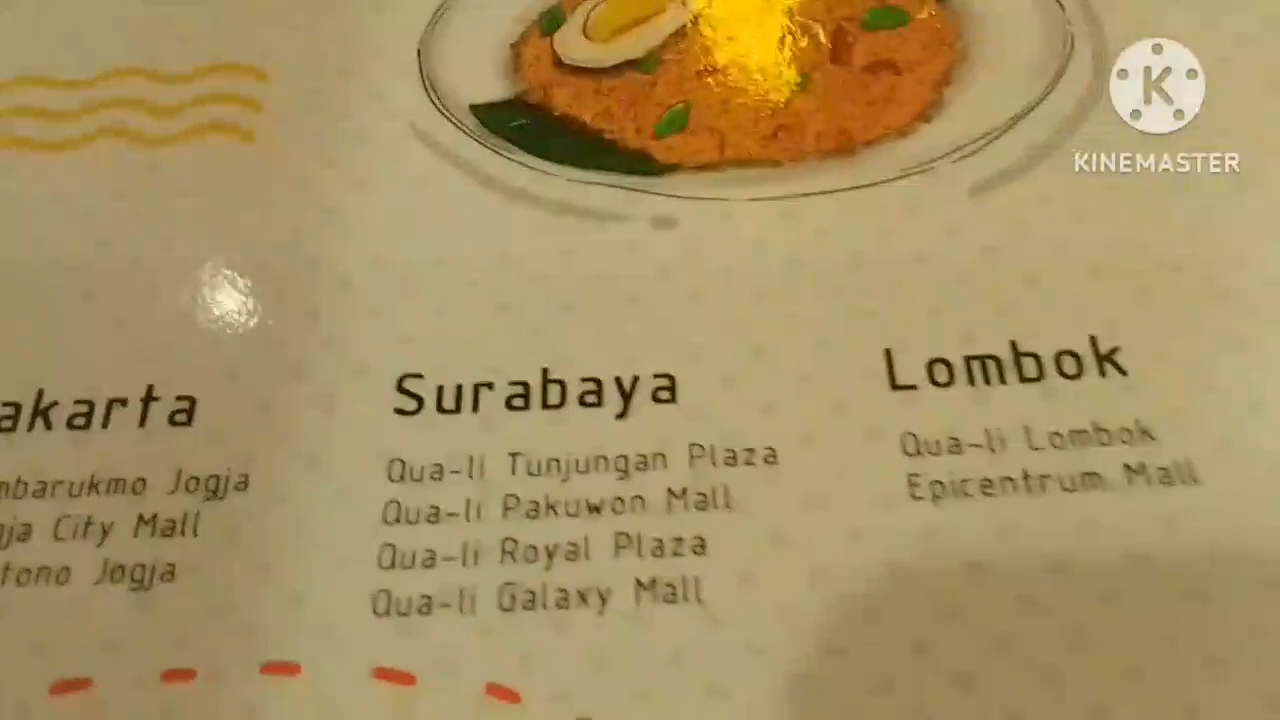 K
KINEMASTER
akarta
mbarukmo Jogja
gja City Mall
tono Jogja
Surabaya
Qua-li Tunjungan Plaza
Qua-li Pakuwon Mall
Qua-li Royal Plaza
Qua-li Galaxy Mall
Lombok
Qua-li Lombok
Epicentrum Mall